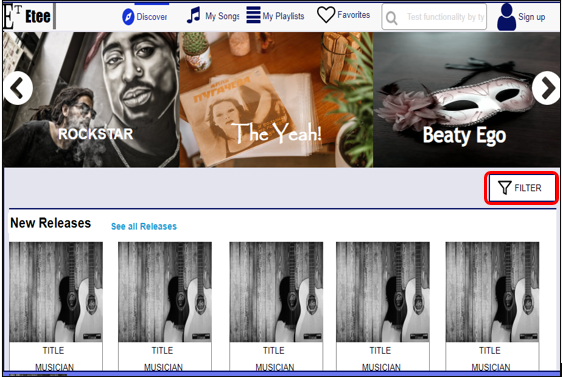 ET Etee
Discover
My Songs
My Playlists
Favorites
Test functionality by ty
Sign up
ROCKSTAR
The Yeah!
Beaty Ego
FILTER
New Releases
See all Releases
TITLE
TITLE
TITLE
TITLE
TITLE
MUSICIAN
MUSICIAN
MUSICIAN
MUSICIAN
MUSICIAN